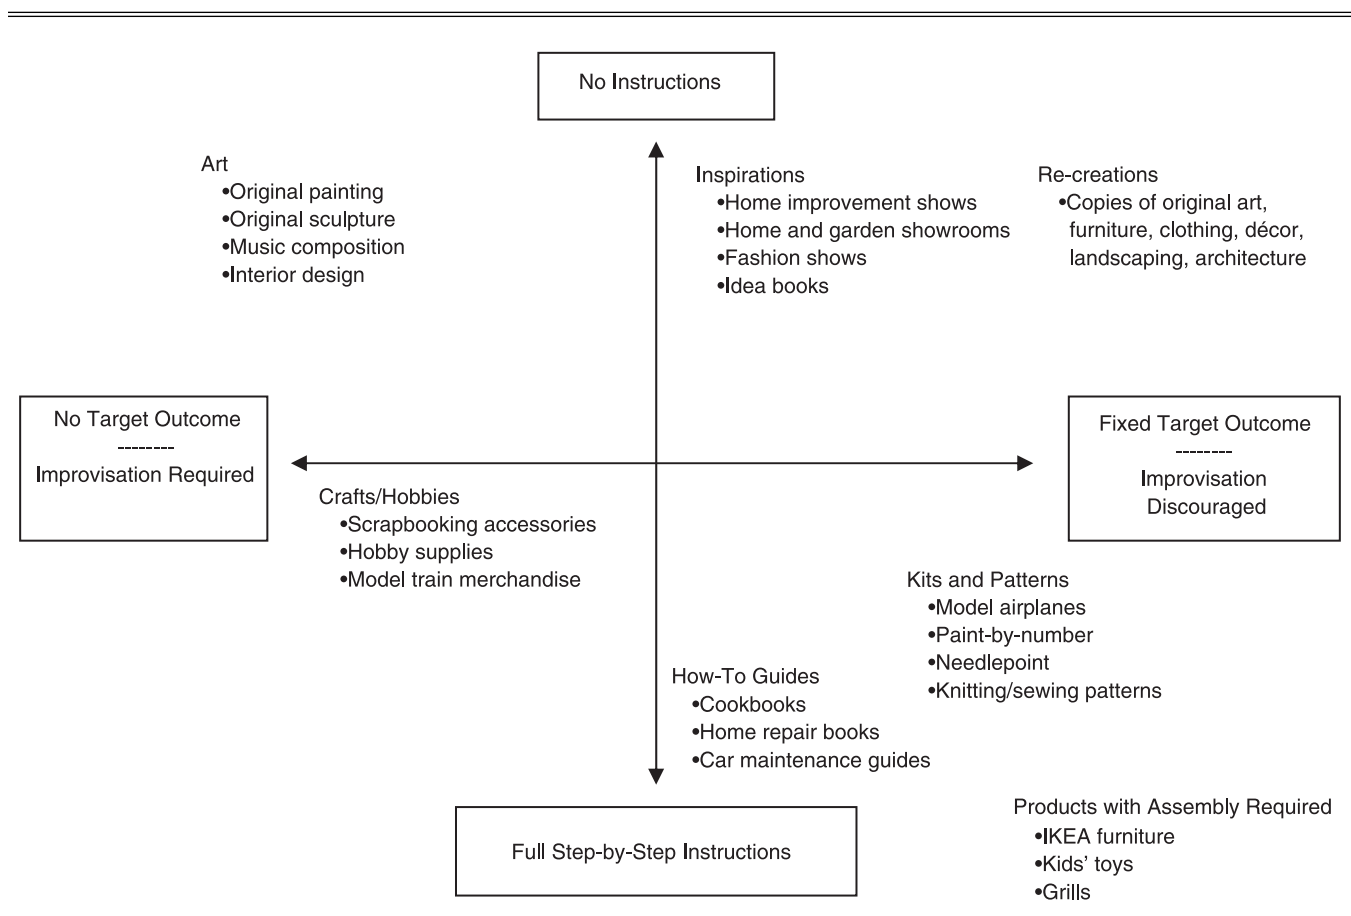 No Instructions
Art
•Original painting
•Original sculpture
•Music composition
•Interior design
Inspirations
•Home improvement shows
•Home and garden showrooms
•Fashion shows
•Idea books
Re-creations
•Copies of original art,
furniture, clothing, décor,
landscaping, architecture
No Target Outcome
--------
Improvisation Required
Fixed Target Outcome
--------
Improvisation
Discouraged
Crafts/Hobbies
•Scrapbooking accessories
•Hobby supplies
•Model train merchandise
Kits and Patterns
•Model airplanes
•Paint-by-number
•Needlepoint
•Knitting/sewing patterns
How-To Guides
•Cookbooks
•Home repair books
•Car maintenance guides
Full Step-by-Step Instructions
Products with Assembly Required
•IKEA furniture
•Kids’ toys
•Grills